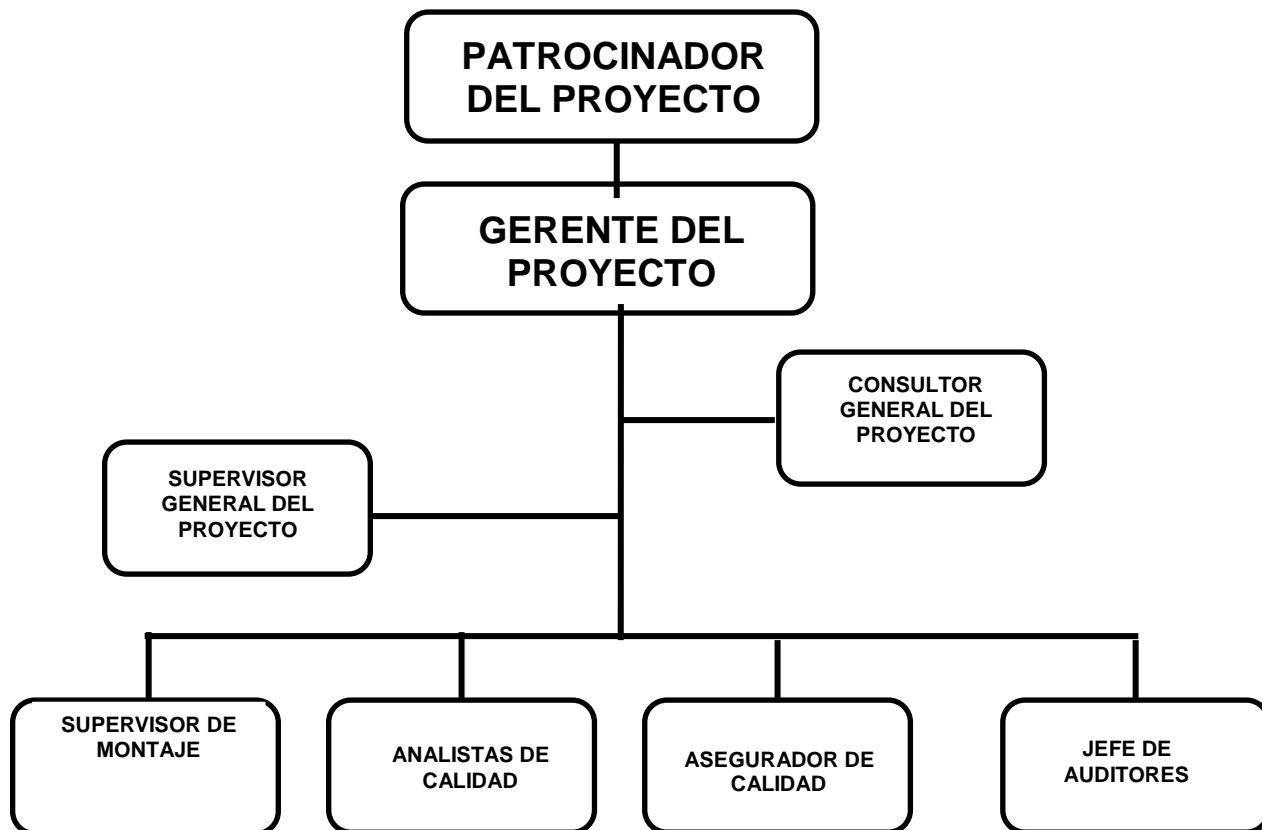 PATROCINADOR
DEL PROYECTO
GERENTE DEL
PROYECTO
CONSULTOR
GENERAL DEL
PROYECTO
SUPERVISOR
GENERAL DEL
PROYECTO
SUPERVISOR DE
MONTAJE
ANALISTAS DE
CALIDAD
ASEGURADOR DE
CALIDAD
JEFE DE
AUDITORES